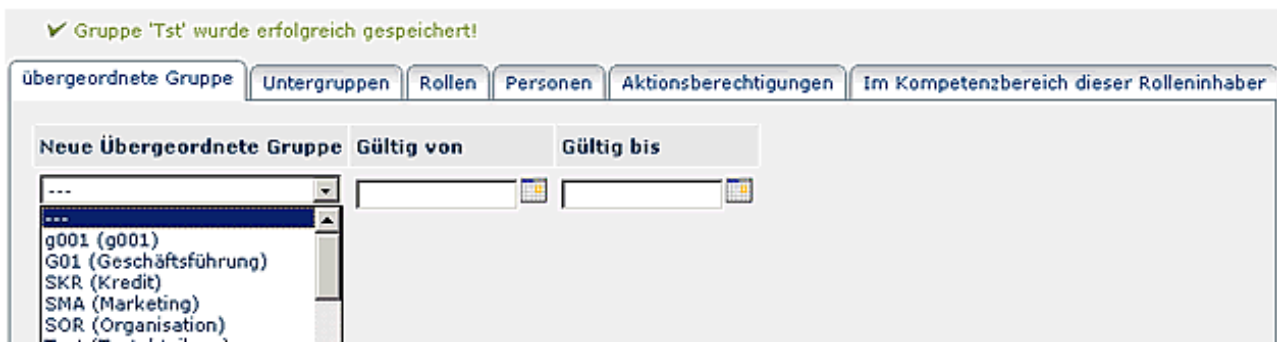 ✔ Gruppe 'Tst' wurde erfolgreich gespeichert!
übergeordnete Gruppe Untergruppen Rollen Personen Aktionsberechtigungen Im Kompetenzbereich dieser Rolleninhaber
Neue Übergeordnete Gruppe Gültig von Gültig bis
---
---
g001 (g001)
G01 (Geschäftsführung)
SKR (Kredit)
SMA (Marketing)
SOR (Organisation)